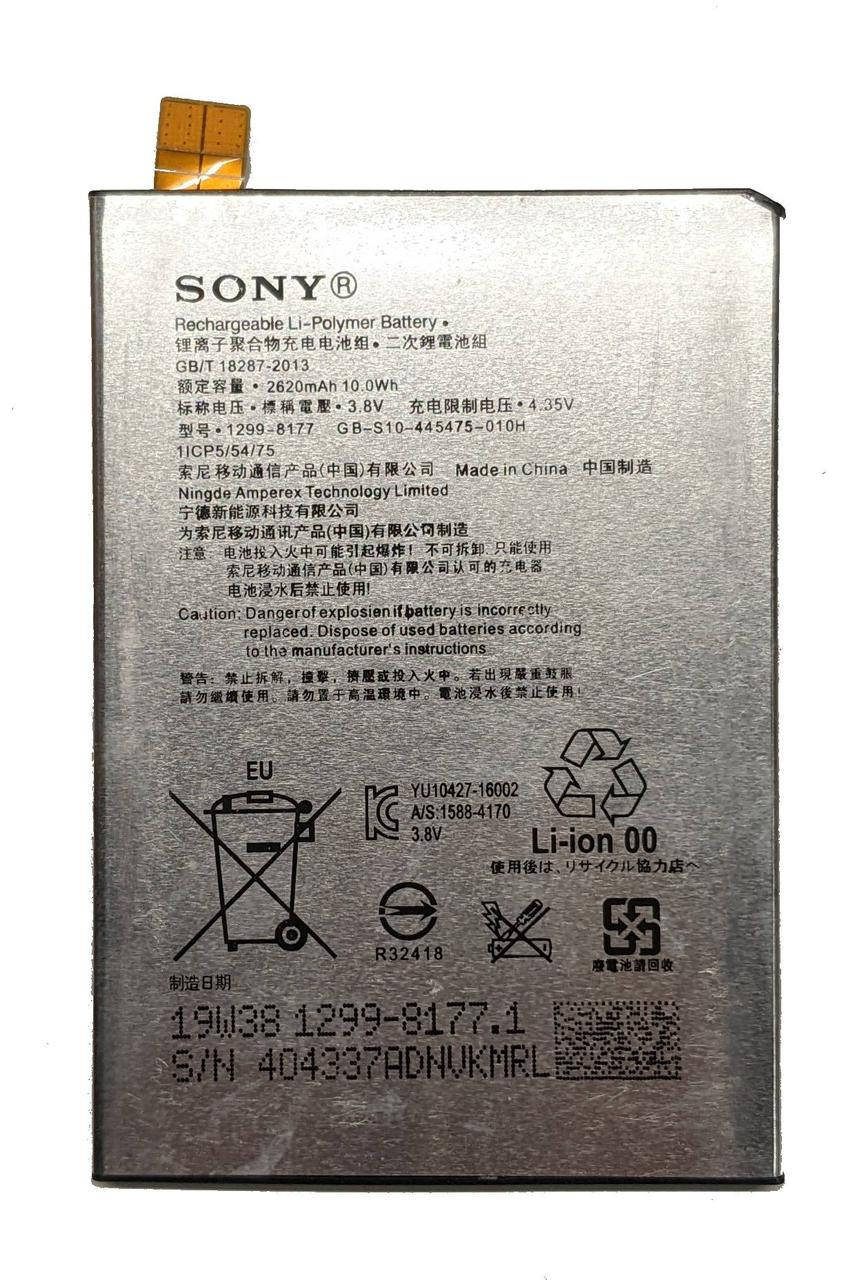 SONY®
Rechargeable Li-Polymer Battery •
锂离子聚合物充电电池组 • 二次鋰電池組
GB/T 18287-2013
额定容量 • 2620mAh 10.0Wh
标称电压 • 標稱電壓 • 3.8V 充电限制电压 • 4.35V
型号 • 1299-8177 GB-S10-445475-010H
1ICP5/54/75
索尼移动通信产品(中国)有限公司 Made in China 中国制造
Ningde Amperex Technology Limited
宁德新能源科技有限公司
为索尼移动通讯产品(中国)有限公司制造
注意: 电池投入火中可能引起爆炸! 不可拆卸. 只能使用
索尼移动通信产品(中国)有限公司认可的充电器
电池浸水后禁止使用!
Caution: Danger of explosien if battery is incorrectly
replaced. Dispose of used batteries according
to the manufacturer's instructions
警告: 禁止拆解, 撞擊, 擠壓或投入火中。若出現嚴重鼓脹
請勿繼續使用。請勿置于高溫環境中。電池浸水後禁止使用!
EU
YU10427-16002
A/S:1588-4170
3.8V
Li-ion 00
使用後は、リサイクル協力店へ
R32418
廢電池請回收
制造日期
19W38 1299-8177.1
S/N 404337ADNVKMRL